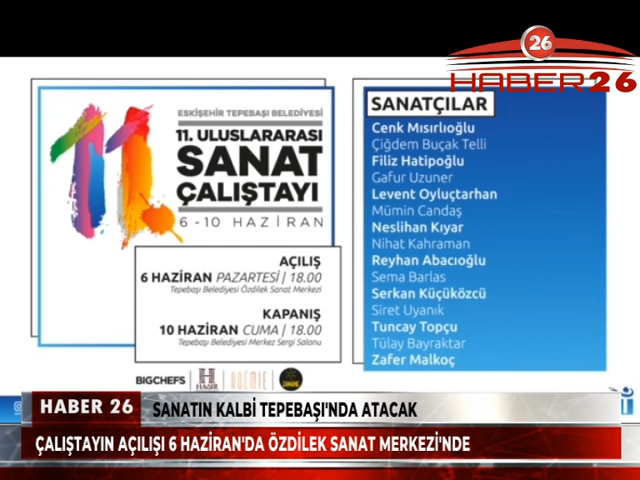 26
HABER26
11
ESKİŞEHİR TEPEBAŞI BELEDİYESİ
11. ULUSLARARASI
SANAT
ÇALIŞTAYI
6 - 10 HAZİRAN
AÇILIŞ
6 HAZİRAN PAZARTESİ | 18.00
Tepebaşı Belediyesi Özdilek Sanat Merkezi
KAPANIŞ
10 HAZİRAN CUMA | 18.00
Tepebaşı Belediyesi Merkez Sergi Salonu
BIGCHEFS
SANATÇILAR
Cenk Mısırlıoğlu
Çiğdem Buçak Telli
Filiz Hatipoğlu
Gafur Uzuner
Levent Oyluçtarhan
Mümin Candaş
Neslihan Kıyar
Nihat Kahraman
Reyhan Abacıoğlu
Sema Barlas
Serkan Küçüközcü
Siret Uyanık
Tuncay Topçu
Tülay Bayraktar
Zafer Malkoç
HABER 26
SANATIN KALBİ TEPEBAŞI'NDA ATACAK
ÇALIŞTAYIN AÇILIŞI 6 HAZİRAN'DA ÖZDİLEK SANAT MERKEZİ'NDE